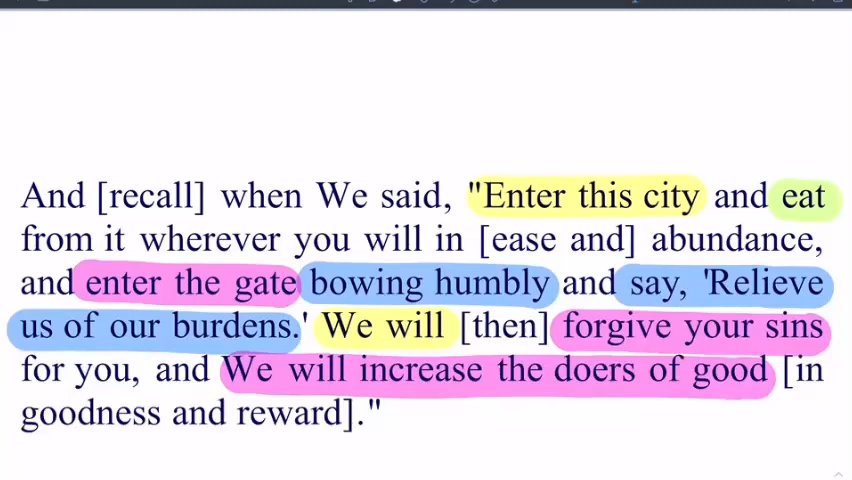 And [recall] when We said, "Enter this city and eat
from it wherever you will in [ease and] abundance,
and enter the gate bowing humbly and say, 'Relieve
us of our burdens.' We will [then] forgive your sins
for you, and We will increase the doers of good [in
goodness and reward]."